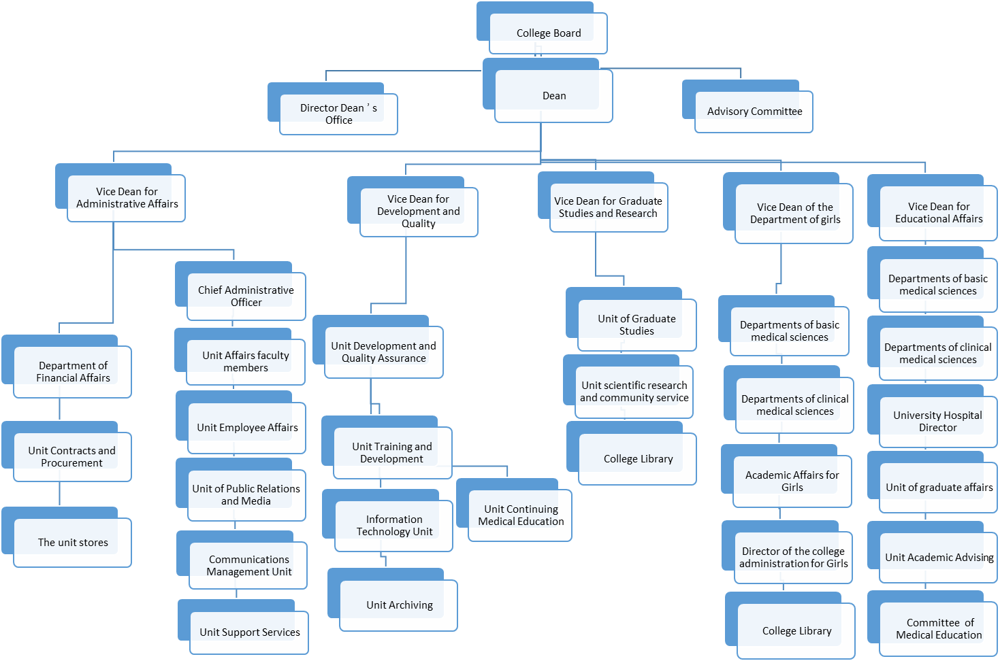 College Board
Dean
Director Dean ’ s
Office
Advisory Committee
Vice Dean for
Administrative Affairs
Vice Dean for
Development and
Quality
Vice Dean for Graduate
Studies and Research
Vice Dean of the
Department of girls
Vice Dean for
Educational Affairs
Department of
Financial Affairs
Unit Contracts and
Procurement
The unit stores
Chief Administrative
Officer
Unit Affairs faculty
members
Unit Employee Affairs
Unit of Public Relations
and Media
Communications
Management Unit
Unit Support Services
Unit Development and
Quality Assurance
Unit Training and
Development
Information
Technology Unit
Unit Archiving
Unit Continuing
Medical Education
Unit of Graduate
Studies
Unit scientific research
and community service
College Library
Departments of basic
medical sciences
Departments of clinical
medical sciences
Academic Affairs for
Girls
Director of the college
administration for Girls
College Library
Departments of basic
medical sciences
Departments of clinical
medical sciences
University Hospital
Director
Unit of graduate affairs
Unit Academic Advising
Committee of
Medical Education